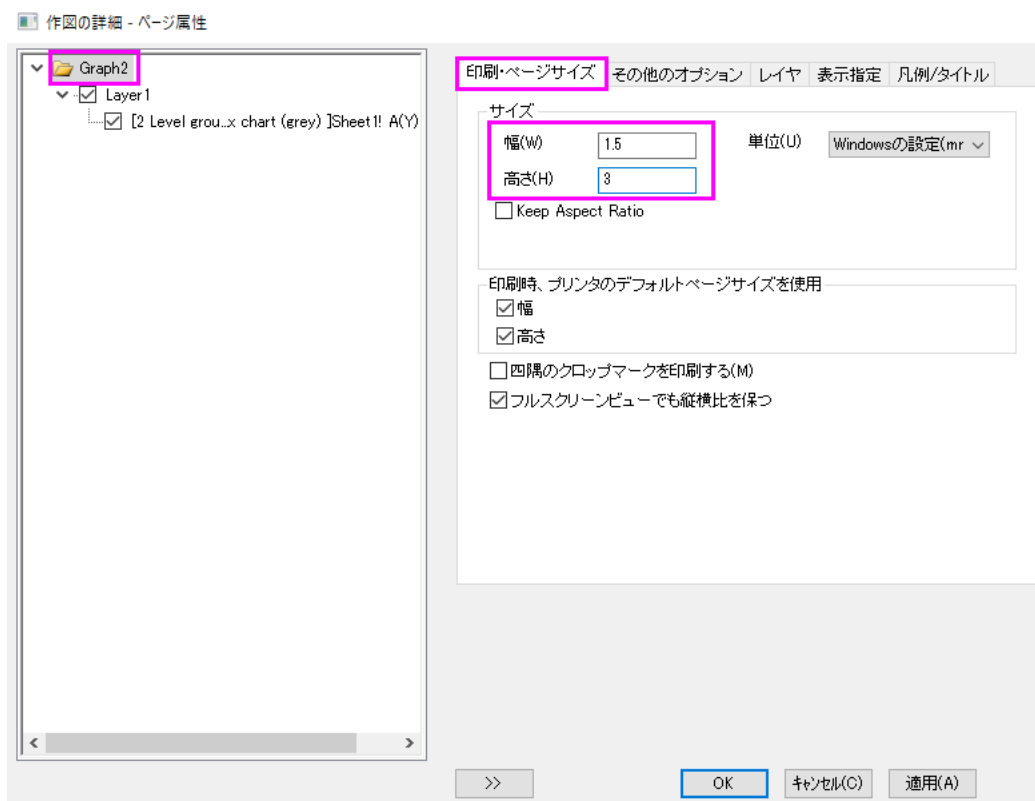 作図の詳細 - ページ属性
Graph2
Layer1
[2 Level grou..x chart (grey) ]Sheet1! A(Y)
印刷・ページサイズ その他のオプション レイヤ 表示指定 凡例/タイトル
サイズ
幅(W) 1.5 単位(U) Windowsの設定(mr
高さ(H) 3
Keep Aspect Ratio
印刷時、プリンタのデフォルトページサイズを使用
幅
高さ
四隅のクロップマークを印刷する(M)
フルスクリーンビューでも縦横比を保つ
>> OK キャンセル(C) 適用(A)